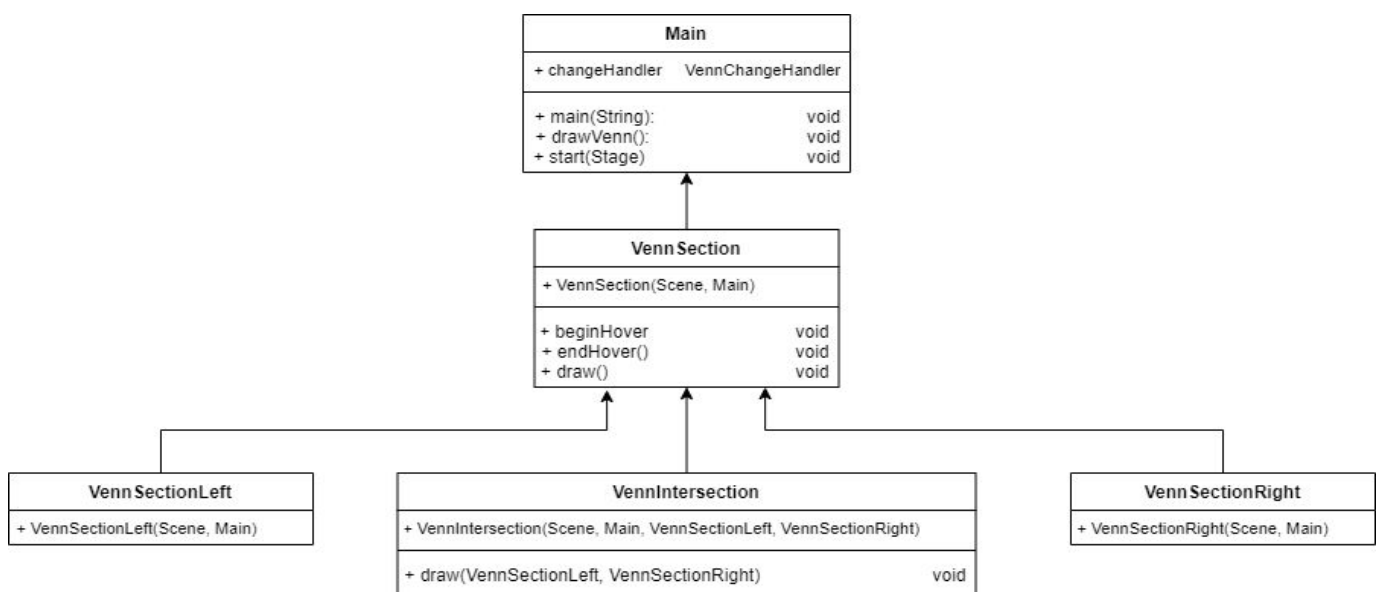 Main
+ changeHandler VennChangeHandler
+ main(String): void
+ drawVenn(): void
+ start(Stage) void
VennSection
+ VennSection(Scene, Main)
+ beginHover void
+ endHover() void
+ draw() void
VennSectionLeft
+ VennSectionLeft(Scene, Main)
VennIntersection
+ VennIntersection(Scene, Main, VennSectionLeft, VennSectionRight)
+ draw(VennSectionLeft, VennSectionRight) void
VennSectionRight
+ VennSectionRight(Scene, Main)